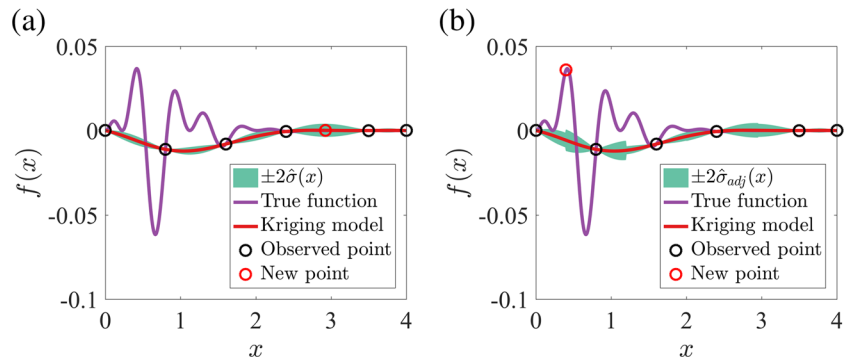 (a)
0.05
0
-0.05
-0.1
f(x)
0 1 2 3 4
x
±2σ̂(x)
True function
Kriging model
Observed point
New point
(b)
0.05
0
-0.05
-0.1
f(x)
0 1 2 3 4
x
±2σ̂adj(x)
True function
Kriging model
Observed point
New point